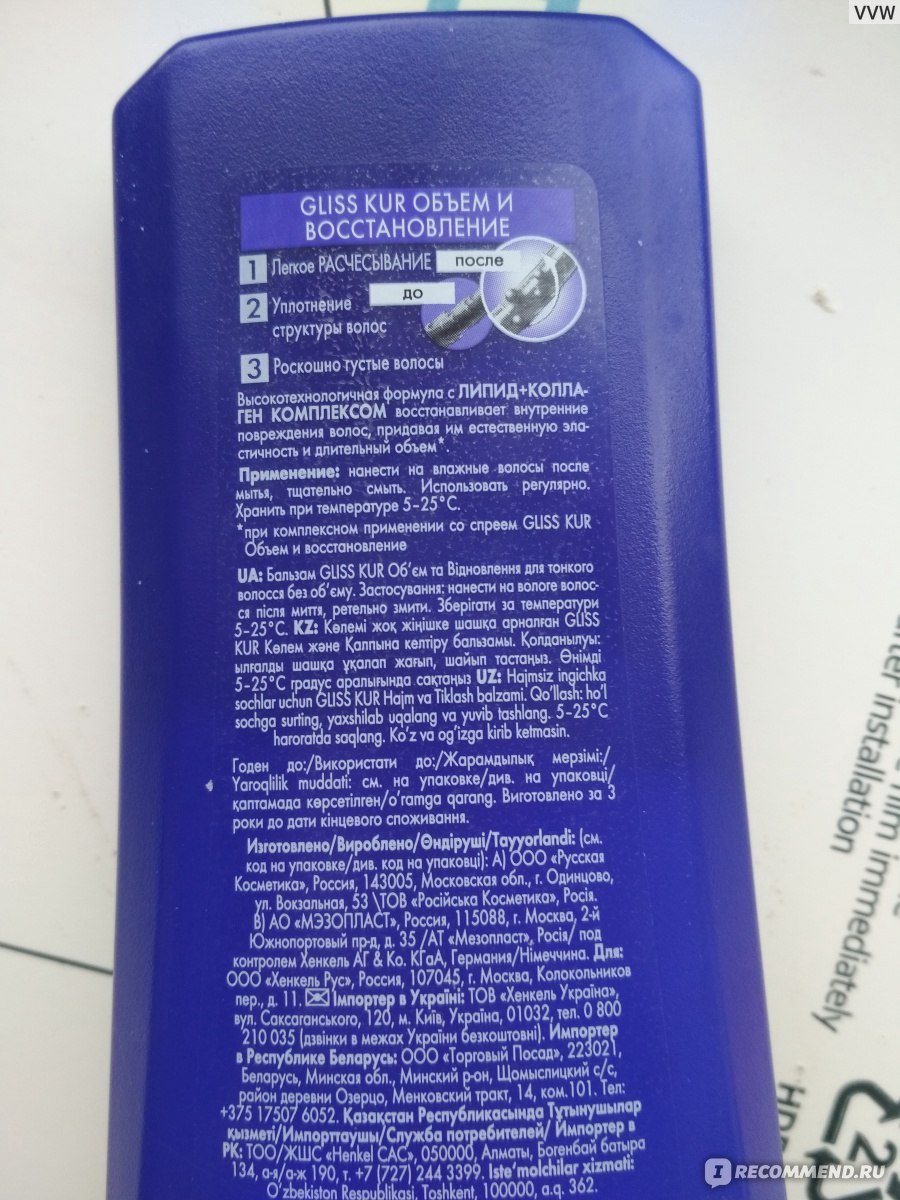 VVW
GLISS KUR ОБЪЕМ И
ВОССТАНОВЛЕНИЕ
1 Легкое РАСЧЕСЫВАНИЕ
после
до
2 Уплотнение
структуры волос
3 Роскошно густые волосы
Высокотехнологичная формула с ЛИПИД+КОЛЛА-
ГЕН КОМПЛЕКСОМ восстанавливает внутренние
повреждения волос, придавая им естественную эла-
стичность и длительный объем*.
Применение: нанести на влажные волосы после
мытья, тщательно смыть. Использовать регулярно.
Хранить при температуре 5-25°C.
*при комплексном применении со спреем GLISS KUR
Объем и восстановление
UA: Бальзам GLISS KUR Об'єм та Відновлення для тонкого
волосся без об'єму. Застосування: нанести на вологе волос-
ся після миття, ретельно змити. Зберігати за температури
5-25°C. KZ: Көлемі жоқ жіңішке шашқа арналған GLISS
KUR Көлем және Қалпына келтіру бальзамы. Қолданылуы:
ылғалды шашқа ұқалап жағып, шайып тастаңыз. Өнімді
5-25°C градус аралығында сақтаңыз UZ: Hajmsiz ingichka
sochlar uchun GLISS KUR Hajm va Tiklash balzami. Qo'llash: ho'l
sochga surting, yaxshilab uqalang va yuvib tashlang. 5-25°C
haroratda saqlang. Ko'z va og'izga kirib ketmasin.
Годен до:/Використати до:/Жарамдылық мерзімі:/
Yaroqlilik muddati: см. на упаковке/див. на упаковці/
қаптамада көрсетілген/o'ramga qarang. Виготовлено за 3
роки до дати кінцевого споживання.
Изготовлено/Вироблено/Өндіруші/Tayyorlandi: (см.
код на упаковке/див. код на упаковці): А) ООО «Русская
Косметика», Россия, 143005, Московская обл., г. Одинцово,
ул. Вокзальная, 53 \ТОВ «Російська Косметика», Росія.
В) АО «МЭЗОПЛАСТ», Россия, 115088, г. Москва, 2-й
Южнопортовый пр-д, д. 35 /АТ «Мезопласт», Росія/ под
контролем Хенкель АГ & Ко. КГаА, Германия/Німеччина. Для:
ООО «Хенкель Рус», Россия, 107045, г. Москва, Колокольников
пер., д. 11. Імпортер в Україні: ТОВ «Хенкель Україна»,
вул. Саксаганського, 120, м. Київ, Україна, 01032, тел. 0 800
210 035 (дзвінки в межах України безкоштовні). Импортер
в Республике Беларусь: ООО «Торговый Посад», 223021,
Беларусь, Минская обл., Минский р-он, Щомыслицкий с/с,
район деревни Озерцо, Менковский тракт, 14, ком.101. Тел:
+375 17507 6052. Қазақстан Республикасында Тұтынушылар
қызметі/Импорттаушы/Служба потребителей/ Импортер в
РК: ТОО/ЖШС «Henkel САС», 050000, Алматы, Богенбай батыра
134, а-я/а-ж 190, т. +7 (727) 244 3399. Iste'molchilar xizmati:
O'zbekiston Respublikasi, Toshkent, 100000, a.q. 362.
after installation
film immediately
I RECOMMEND.RU